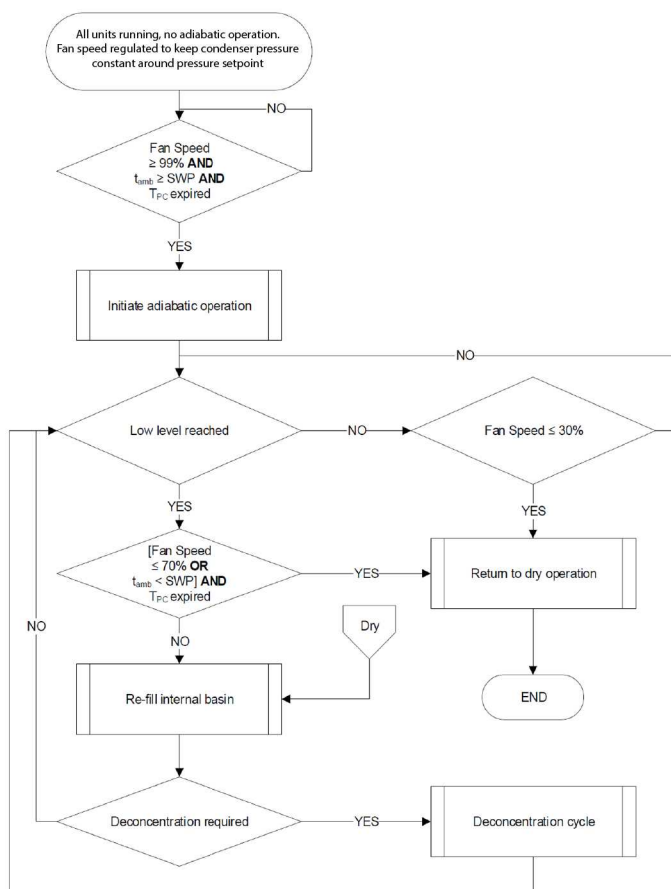 All units running, no adiabatic operation.
Fan speed regulated to keep condenser pressure
constant around pressure setpoint
NO
Fan Speed
≥ 99% AND
tamb ≥ SWP AND
TPC expired
YES
Initiate adiabatic operation
NO
Low level reached
NO
Fan Speed ≤ 30%
YES
YES
[Fan Speed
≤ 70% OR
tamb < SWP] AND
TPC expired
YES
Return to dry operation
NO
NO
Dry
Re-fill internal basin
END
Deconcentration required
YES
Deconcentration cycle